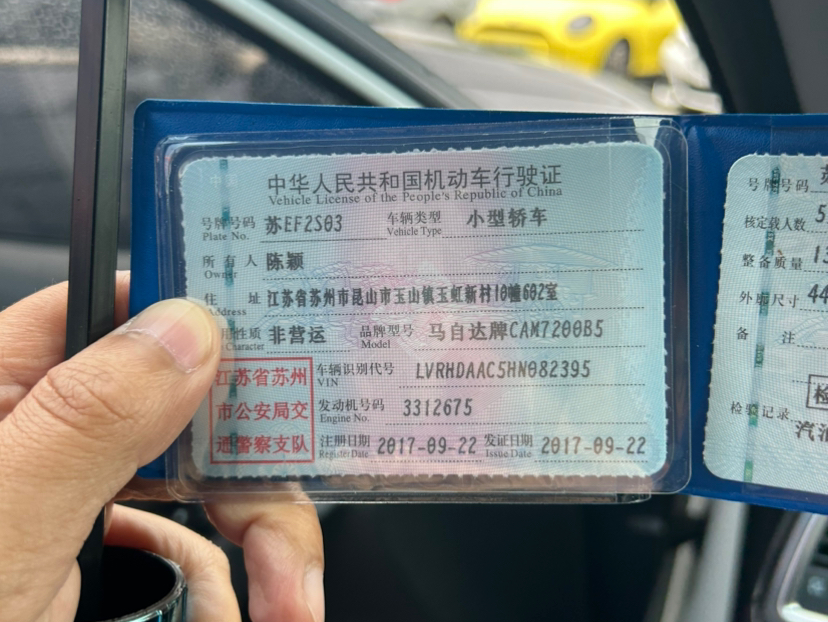 中华人民共和国机动车行驶证
Vehicle License of the People's Republic of China
号牌号码 苏EF2S03 车辆类型 小型轿车
Plate No. Vehicle Type
所有人 陈颖
Owner
住址 江苏省苏州市昆山市玉山镇玉虹新村10幢602室
Address
用性质 非营运 品牌型号 马自达牌CAM7200B5
Character Model
江苏省苏州 车辆识别代号 LVRHDAAC5HN082395
VIN
市公安局交 发动机号码 3312675
Engine No.
通警察支队 注册日期 2017-09-22 发证日期 2017-09-22
Register Date Issue Date
号牌号码
核定载人数 5
整备质量 13
外廓尺寸 44
备注
检验记录
汽油